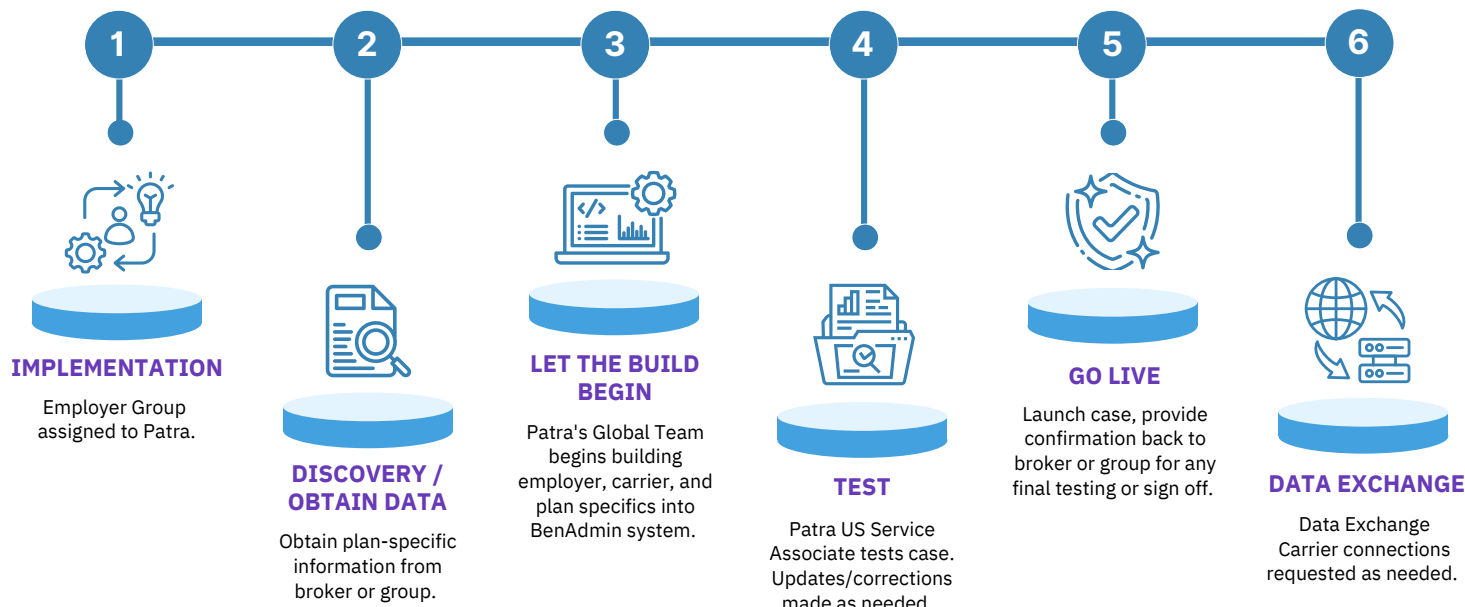 1
2
3
4
5
6
IMPLEMENTATION
Employer Group
assigned to Patra.
DISCOVERY /
OBTAIN DATA
Obtain plan-specific
information from
broker or group.
</>
LET THE BUILD
BEGIN
Patra's Global Team
begins building
employer, carrier, and
plan specifics into
BenAdmin system.
TEST
Patra US Service
Associate tests case.
Updates/corrections
made as needed
GO LIVE
Launch case, provide
confirmation back to
broker or group for any
final testing or sign off.
DATA EXCHANGE
Data Exchange
Carrier connections
requested as needed.